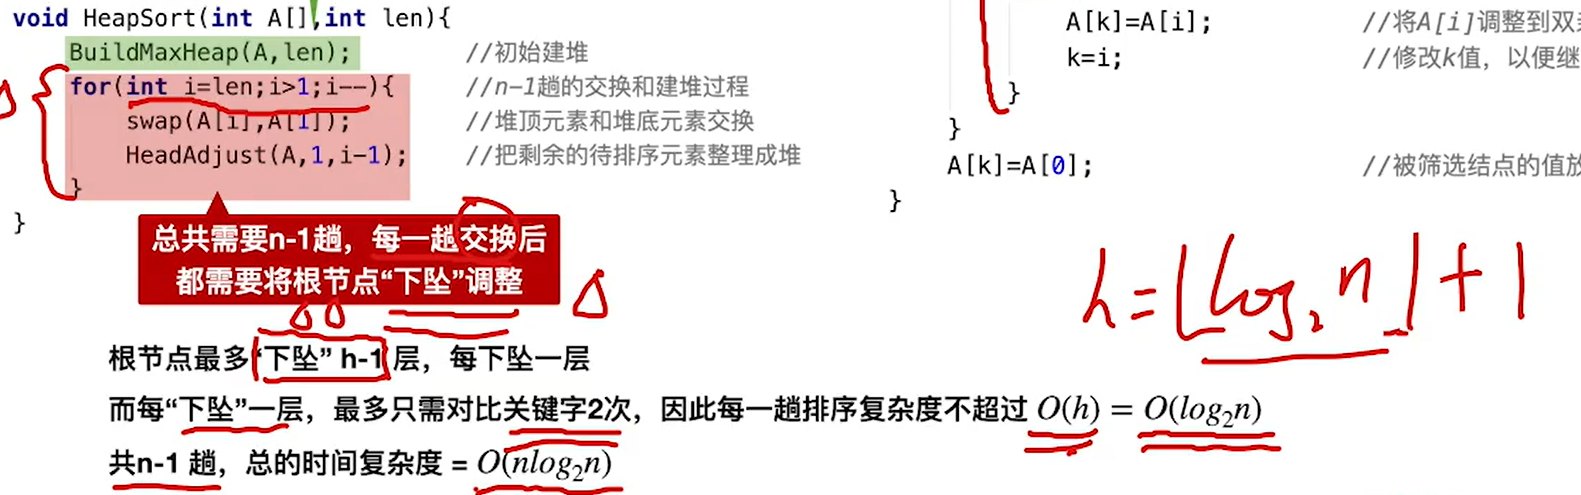 void HeapSort(int A[],int len){
BuildMaxHeap(A,len); //初始建堆
for(int i=len;i>1;i--){ //n-1趟的交换和建堆过程
swap(A[i],A[1]); //堆顶元素和堆底元素交换
HeadAdjust(A,1,i-1); //把剩余的待排序元素整理成堆
}
}
总共需要n-1趟，每一趟交换后
都需要将根节点“下坠”调整
根节点最多“下坠” h-1 层，每下坠一层
而每“下坠”一层，最多只需对比关键字2次，因此每一趟排序复杂度不超过 O(h) = O(log₂n)
共n-1 趟，总的时间复杂度 = O(nlog₂n)
A[k]=A[i]; //将A[i]调整到双
k=i; //修改k值，以便继
}
}
A[k]=A[0]; //被筛选结点的值放
}
h=⌊log₂n⌋+1